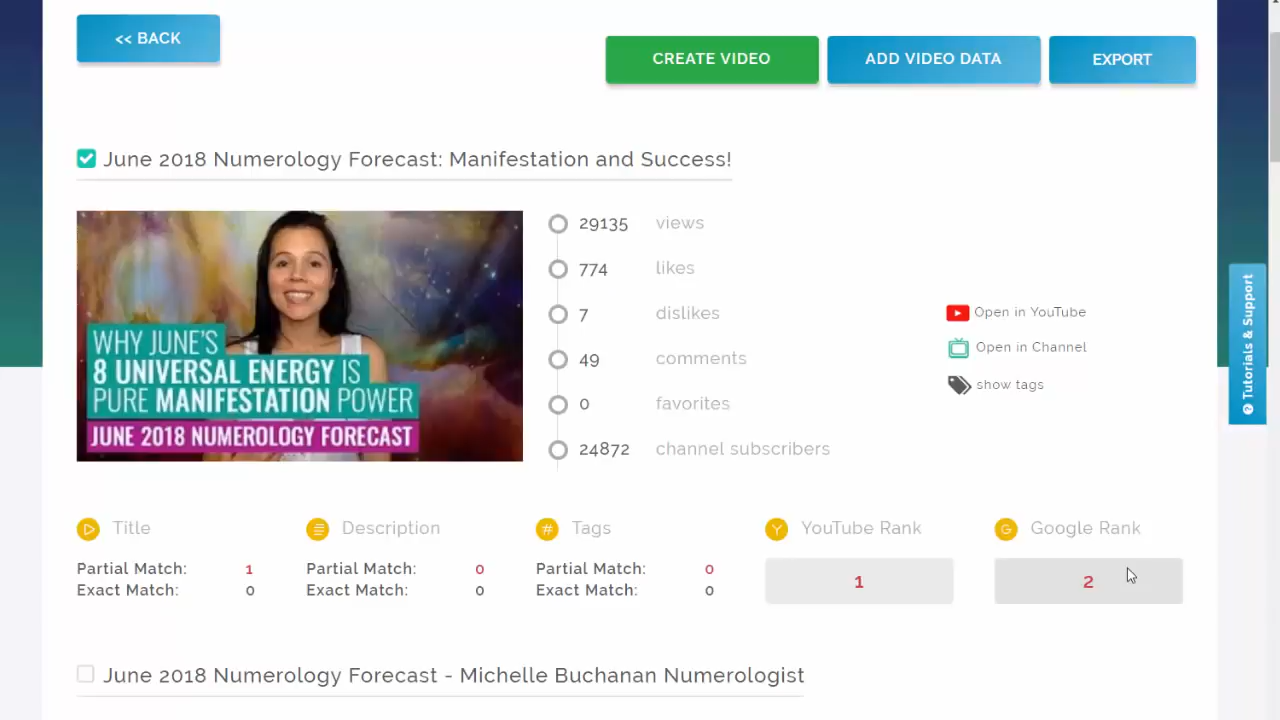 << BACK
CREATE VIDEO
ADD VIDEO DATA
EXPORT
June 2018 Numerology Forecast: Manifestation and Success!
WHY JUNE'S
8 UNIVERSAL ENERGY IS
PURE MANIFESTATION POWER
JUNE 2018 NUMEROLOGY FORECAST
29135 views
774 likes
7 dislikes
49 comments
0 favorites
24872 channel subscribers
Open in YouTube
Open in Channel
show tags
? Tutorials & Support
Title
Partial Match: 1
Exact Match: 0
Description
Partial Match: 0
Exact Match: 0
# Tags
Partial Match: 0
Exact Match: 0
Y YouTube Rank
1
G Google Rank
2
June 2018 Numerology Forecast - Michelle Buchanan Numerologist